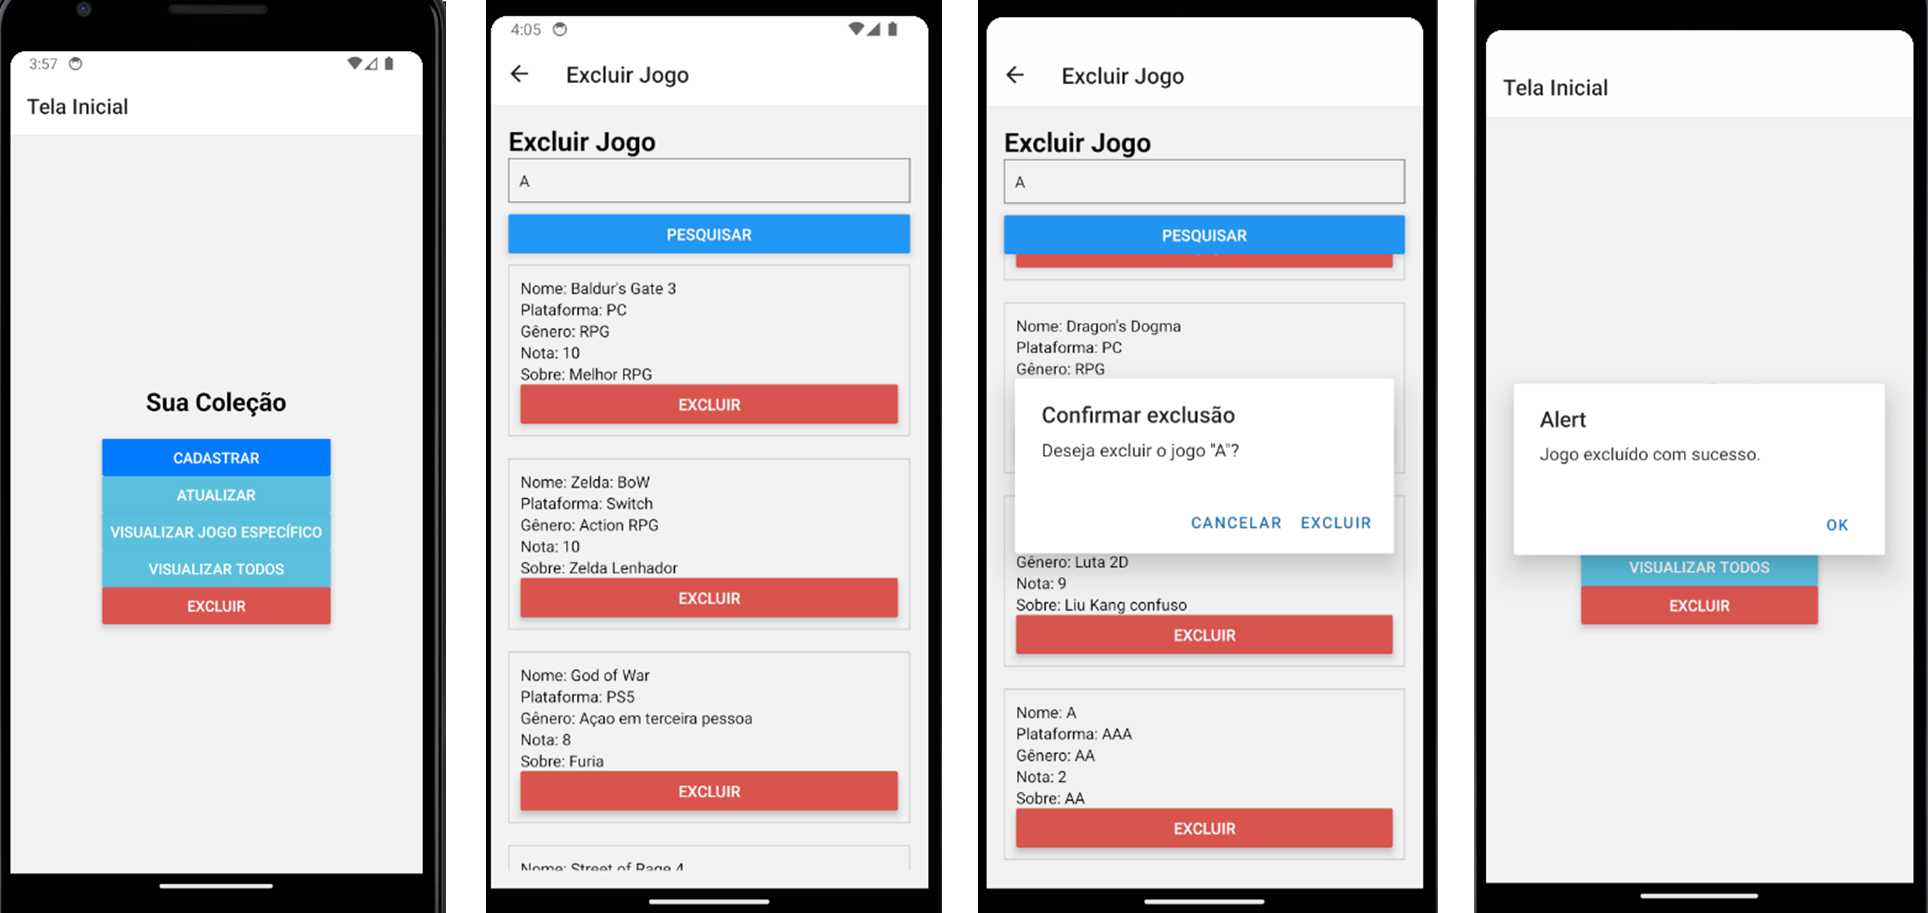 3:57
Tela Inicial
Sua Coleção
CADASTRAR
ATUALIZAR
VISUALIZAR JOGO ESPECÍFICO
VISUALIZAR TODOS
EXCLUIR
4:05
Excluir Jogo
Excluir Jogo
A
PESQUISAR
Nome: Baldur's Gate 3
Plataforma: PC
Gênero: RPG
Nota: 10
Sobre: Melhor RPG
EXCLUIR
Nome: Zelda: BoW
Plataforma: Switch
Gênero: Action RPG
Nota: 10
Sobre: Zelda Lenhador
EXCLUIR
Nome: God of War
Plataforma: PS5
Gênero: Açao em terceira pessoa
Nota: 8
Sobre: Furia
EXCLUIR
Nome: Street of Rage 4
Excluir Jogo
Excluir Jogo
A
PESQUISAR
Nome: Dragon's Dogma
Plataforma: PC
Gênero: RPG
Confirmar exclusão
Deseja excluir o jogo "A"?
CANCELAR EXCLUIR
Gênero: Luta 2D
Nota: 9
Sobre: Liu Kang confuso
EXCLUIR
Nome: A
Plataforma: AAA
Gênero: AA
Nota: 2
Sobre: AA
EXCLUIR
Tela Inicial
Alert
Jogo excluído com sucesso.
OK
VISUALIZAR TODOS
EXCLUIR